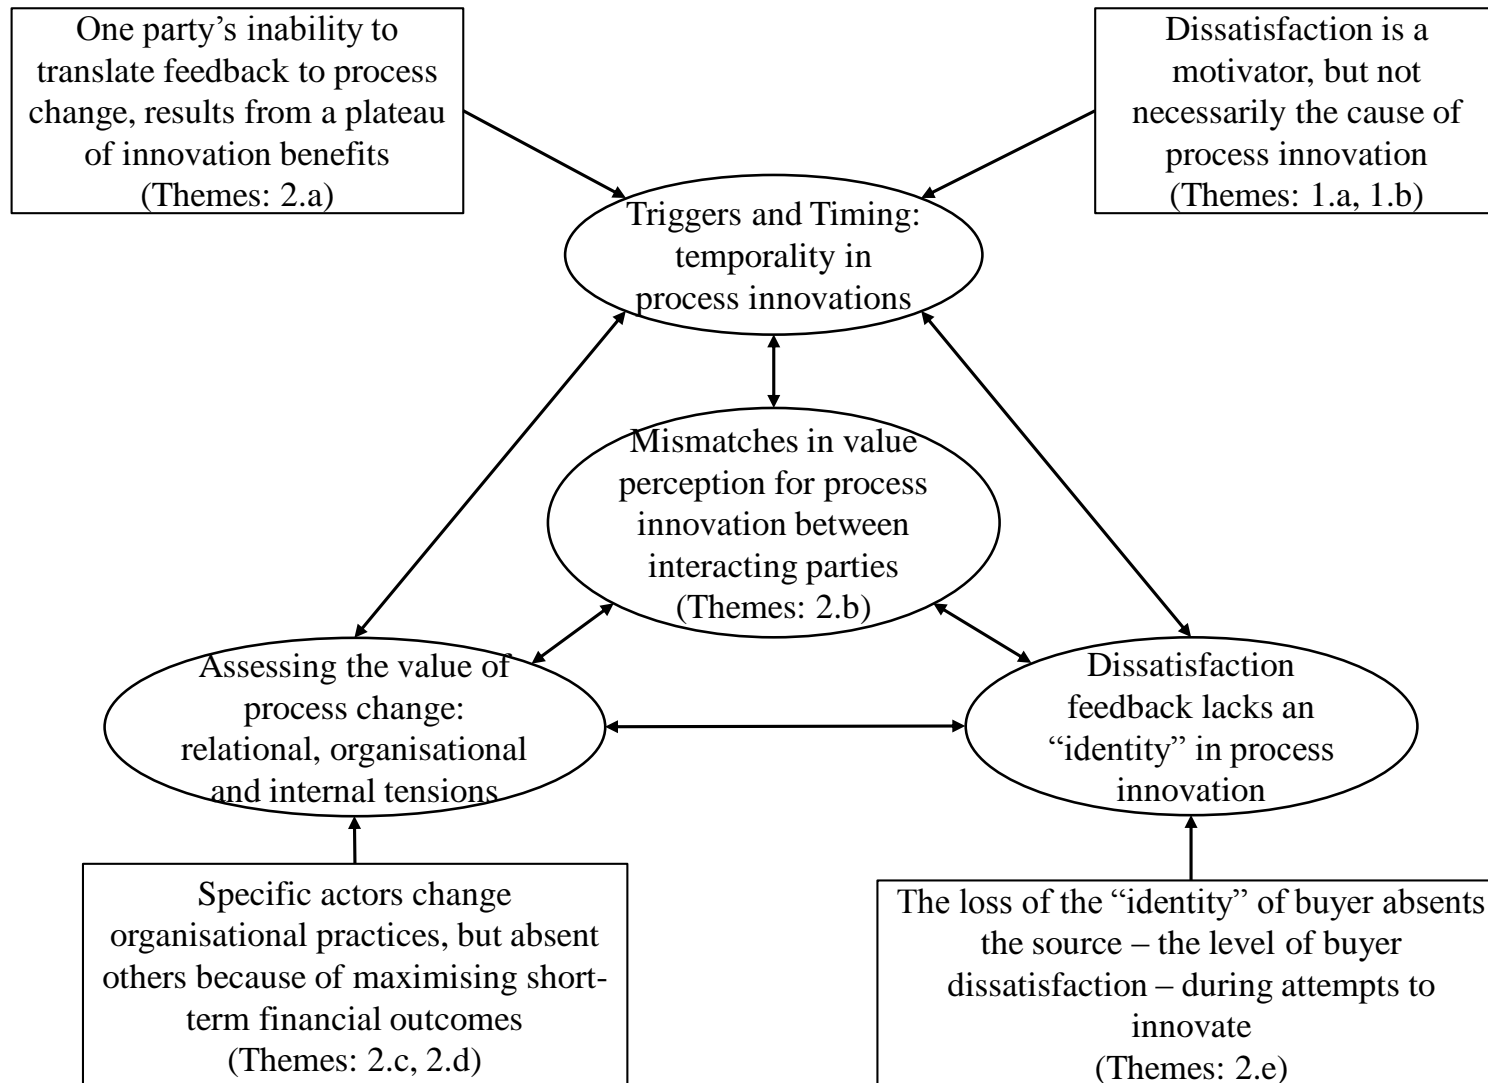 One party’s inability to
translate feedback to process
change, results from a plateau
of innovation benefits
(Themes: 2.a)
Dissatisfaction is a
motivator, but not
necessarily the cause of
process innovation
(Themes: 1.a, 1.b)
Triggers and Timing:
temporality in
process innovations
Mismatches in value
perception for process
innovation between
interacting parties
(Themes: 2.b)
Assessing the value of
process change:
relational, organisational
and internal tensions
Dissatisfaction
feedback lacks an
“identity” in process
innovation
Specific actors change
organisational practices, but absent
others because of maximising short-
term financial outcomes
(Themes: 2.c, 2.d)
The loss of the “identity” of buyer absents
the source – the level of buyer
dissatisfaction – during attempts to
innovate
(Themes: 2.e)